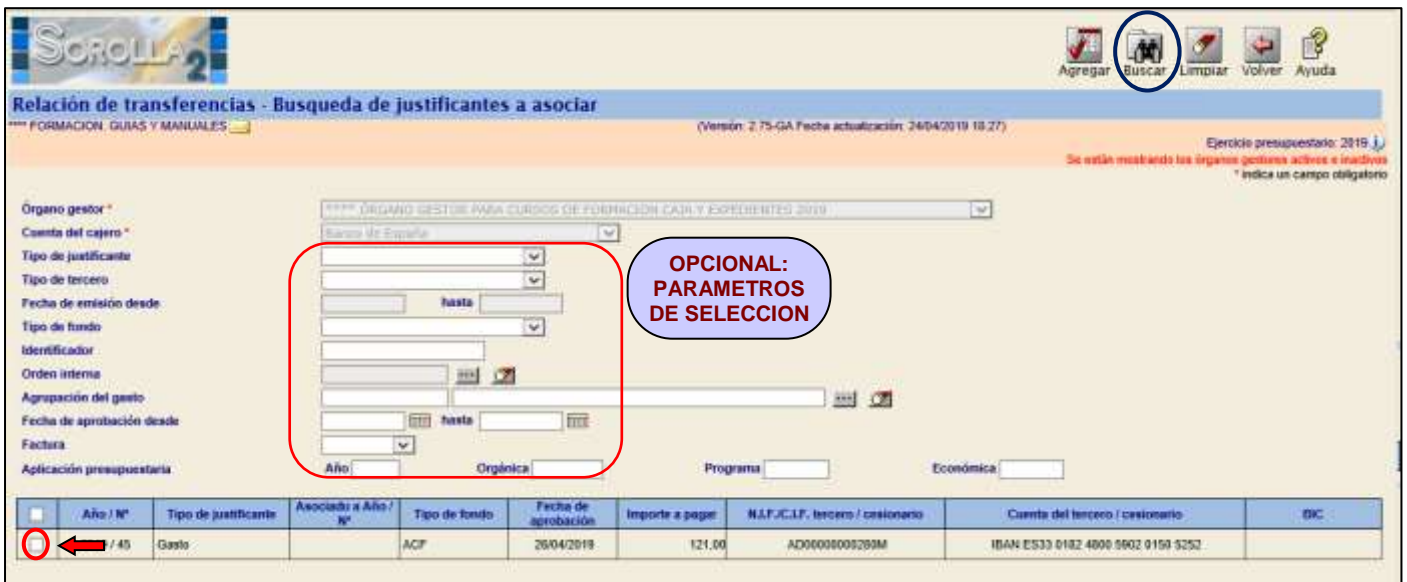 SOROLLA2
Agregar Buscar Limpiar Volver Ayuda
Relación de transferencias - Busqueda de justificantes a asociar
**** FORMACION. GUIAS Y MANUALES
(Versión: 2.75-GA Fecha actualización: 24/04/2019 18:27)
Ejercicio presupuestario: 2019
Se están mostrando los órganos gestores activos e inactivos
* indica un campo obligatorio
Órgano gestor * **** ÓRGANO GESTOR PARA CURSOS DE FORMACION CAJA Y EXPEDIENTES 2019
Cuenta del cajero * Banco de España
Tipo de justificante
Tipo de tercero
Fecha de emisión desde hasta
Tipo de fondo
Identificador
Orden interna
Agrupación del gasto
Fecha de aprobación desde hasta
Factura
Aplicación presupuestaria Año Orgánica Programa Económica
OPCIONAL:
PARAMETROS
DE SELECCION
Año / Nº Tipo de justificante Asociado a Año / Nº Tipo de fondo Fecha de aprobación Importe a pagar N.I.F./C.I.F. tercero / cesionario Cuenta del tercero / cesionario BIC
/ 45 Gasto ACF 26/04/2019 121,00 IBAN ES33 0182 4800 5902 0150 5252